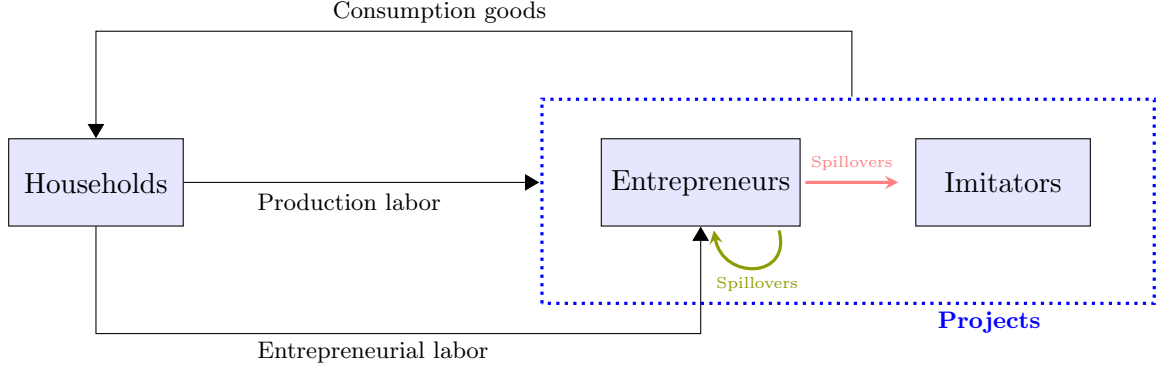 Consumption goods
Spillovers
Households
Entrepreneurs
Imitators
Production labor
Spillovers
Projects
Entrepreneurial labor